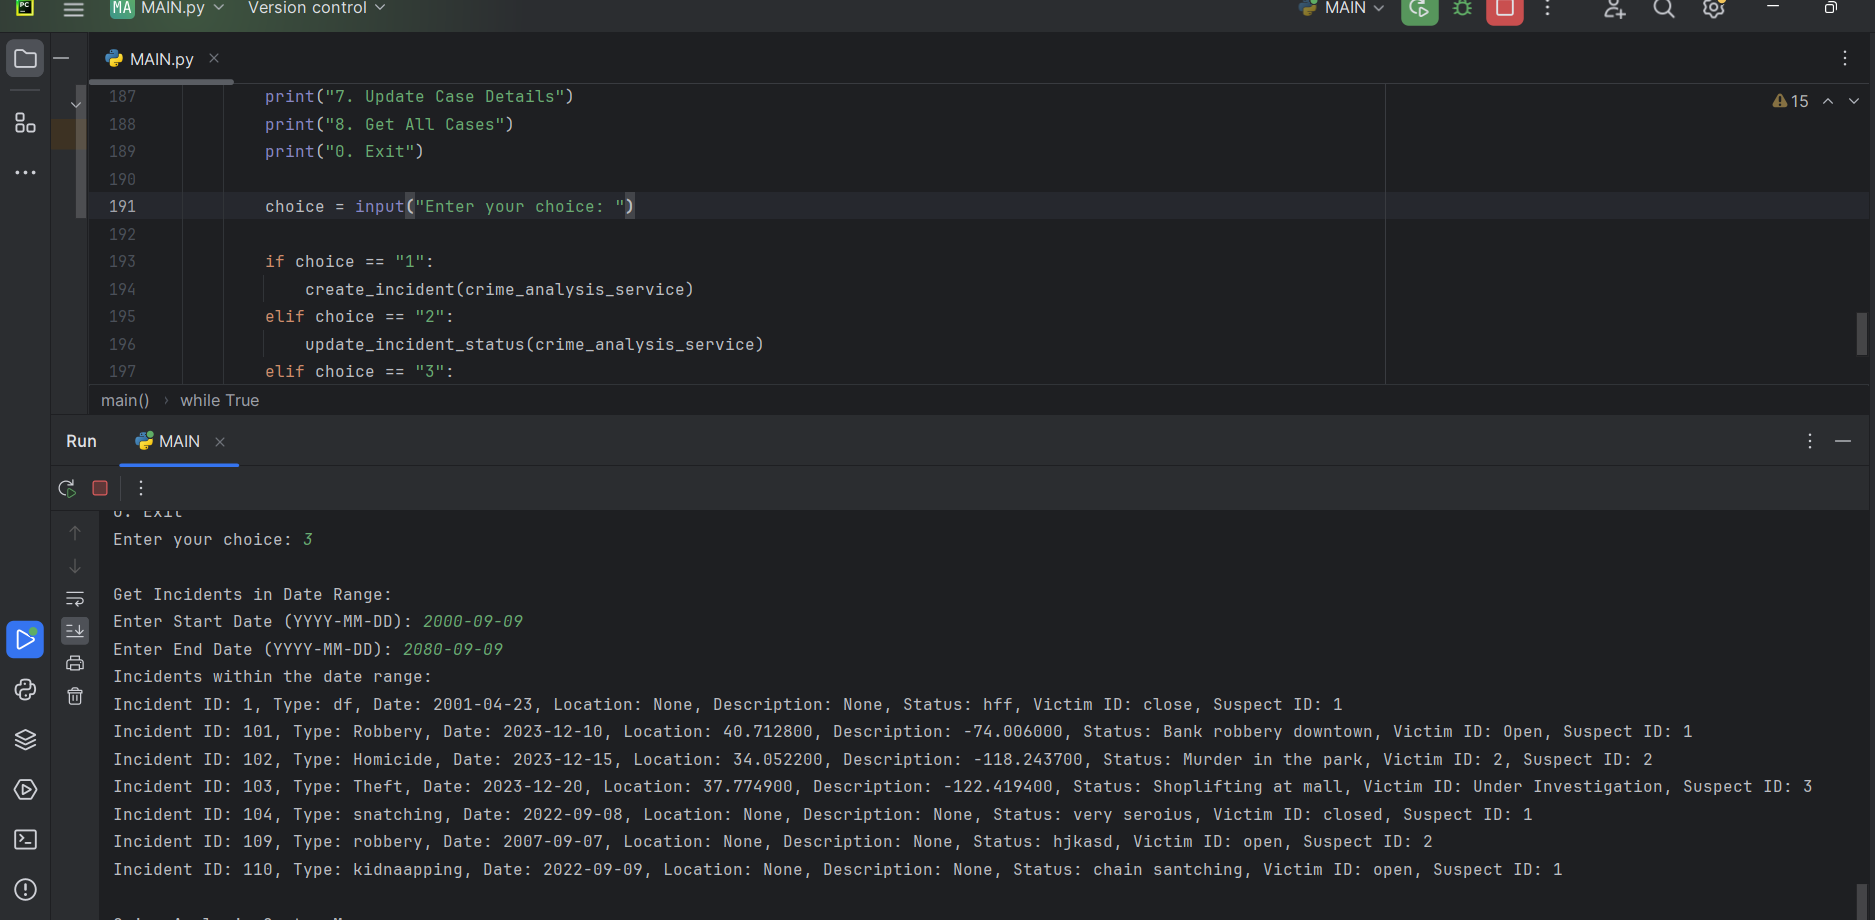 PC
MA MAIN.py Version control MAIN
MAIN.py
15
187 print("7. Update Case Details")
188 print("8. Get All Cases")
189 print("0. Exit")
190
191 choice = input("Enter your choice: ")
192
193 if choice == "1":
194 create_incident(crime_analysis_service)
195 elif choice == "2":
196 update_incident_status(crime_analysis_service)
197 elif choice == "3":
main() › while True
Run MAIN
0. Exit
Enter your choice: 3
Get Incidents in Date Range:
Enter Start Date (YYYY-MM-DD): 2000-09-09
Enter End Date (YYYY-MM-DD): 2080-09-09
Incidents within the date range:
Incident ID: 1, Type: df, Date: 2001-04-23, Location: None, Description: None, Status: hff, Victim ID: close, Suspect ID: 1
Incident ID: 101, Type: Robbery, Date: 2023-12-10, Location: 40.712800, Description: -74.006000, Status: Bank robbery downtown, Victim ID: Open, Suspect ID: 1
Incident ID: 102, Type: Homicide, Date: 2023-12-15, Location: 34.052200, Description: -118.243700, Status: Murder in the park, Victim ID: 2, Suspect ID: 2
Incident ID: 103, Type: Theft, Date: 2023-12-20, Location: 37.774900, Description: -122.419400, Status: Shoplifting at mall, Victim ID: Under Investigation, Suspect ID: 3
Incident ID: 104, Type: snatching, Date: 2022-09-08, Location: None, Description: None, Status: very seroius, Victim ID: closed, Suspect ID: 1
Incident ID: 109, Type: robbery, Date: 2007-09-07, Location: None, Description: None, Status: hjkasd, Victim ID: open, Suspect ID: 2
Incident ID: 110, Type: kidnaapping, Date: 2022-09-09, Location: None, Description: None, Status: chain santching, Victim ID: open, Suspect ID: 1